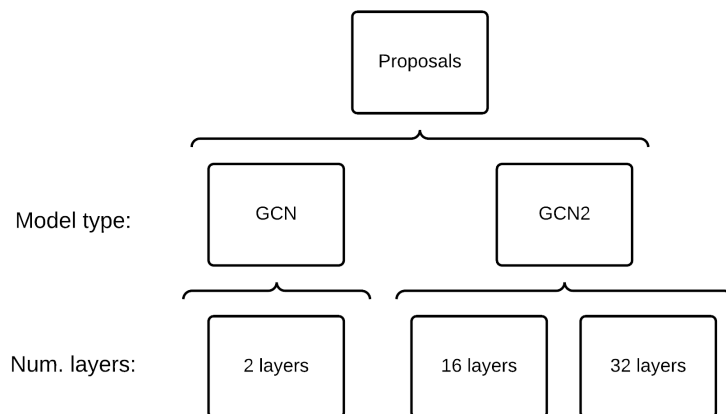 Proposals
Model type:
GCN
GCN2
Num. layers:
2 layers
16 layers
32 layers